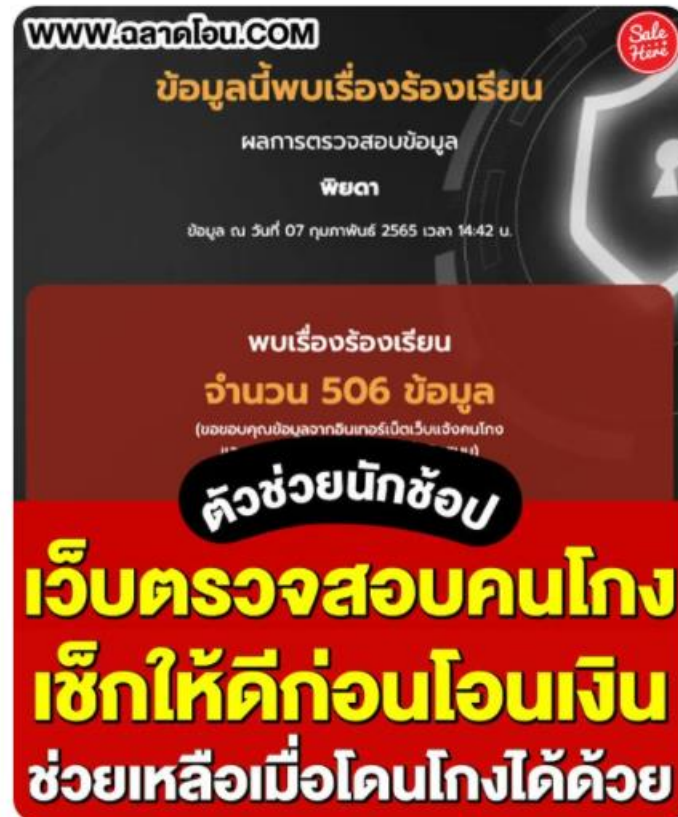 WWW.ฉลาดโอน.COM
Sale Here
ข้อมูลนี้พบเรื่องร้องเรียน
ผลการตรวจสอบข้อมูล
พิยดา
ข้อมูล ณ วันที่ 07 กุมภาพันธ์ 2565 เวลา 14:42 น.
พบเรื่องร้องเรียน
จำนวน 506 ข้อมูล
(ขอขอบคุณข้อมูลจากอินเทอร์เน็ตเว็บแจ้งคนโกง
ตัวช่วยนักช้อป
เว็บตรวจสอบคนโกง
เช็กให้ดีก่อนโอนเงิน
ช่วยเหลือเมื่อโดนโกงได้ด้วย